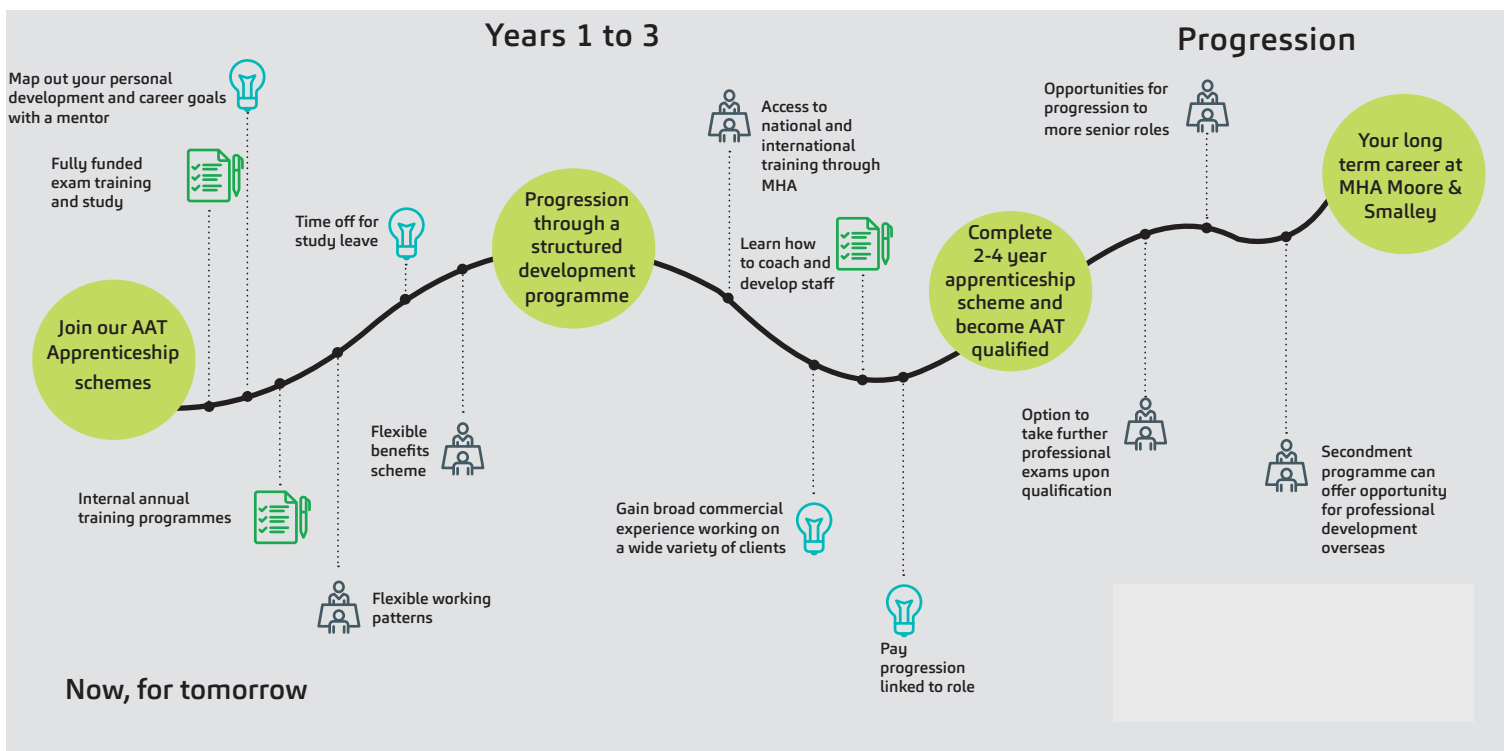 Years 1 to 3
Progression
Map out your personal
development and career goals
with a mentor
Fully funded
exam training
and study
Time off for
study leave
Join our AAT
Apprenticeship
schemes
Internal annual
training programmes
Flexible working
patterns
Flexible
benefits
scheme
Progression
through a
structured
development
programme
Access to
national and
international
training through
MHA
Learn how
to coach and
develop staff
Gain broad commercial
experience working on
a wide variety of clients
Pay
progression
linked to role
Complete
2-4 year
apprenticeship
scheme and
become AAT
qualified
Opportunities for
progression to
more senior roles
Option to
take further
professional
exams upon
qualification
Secondment
programme can
offer opportunity
for professional
development
overseas
Your long
term career at
MHA Moore &
Smalley
Now, for tomorrow